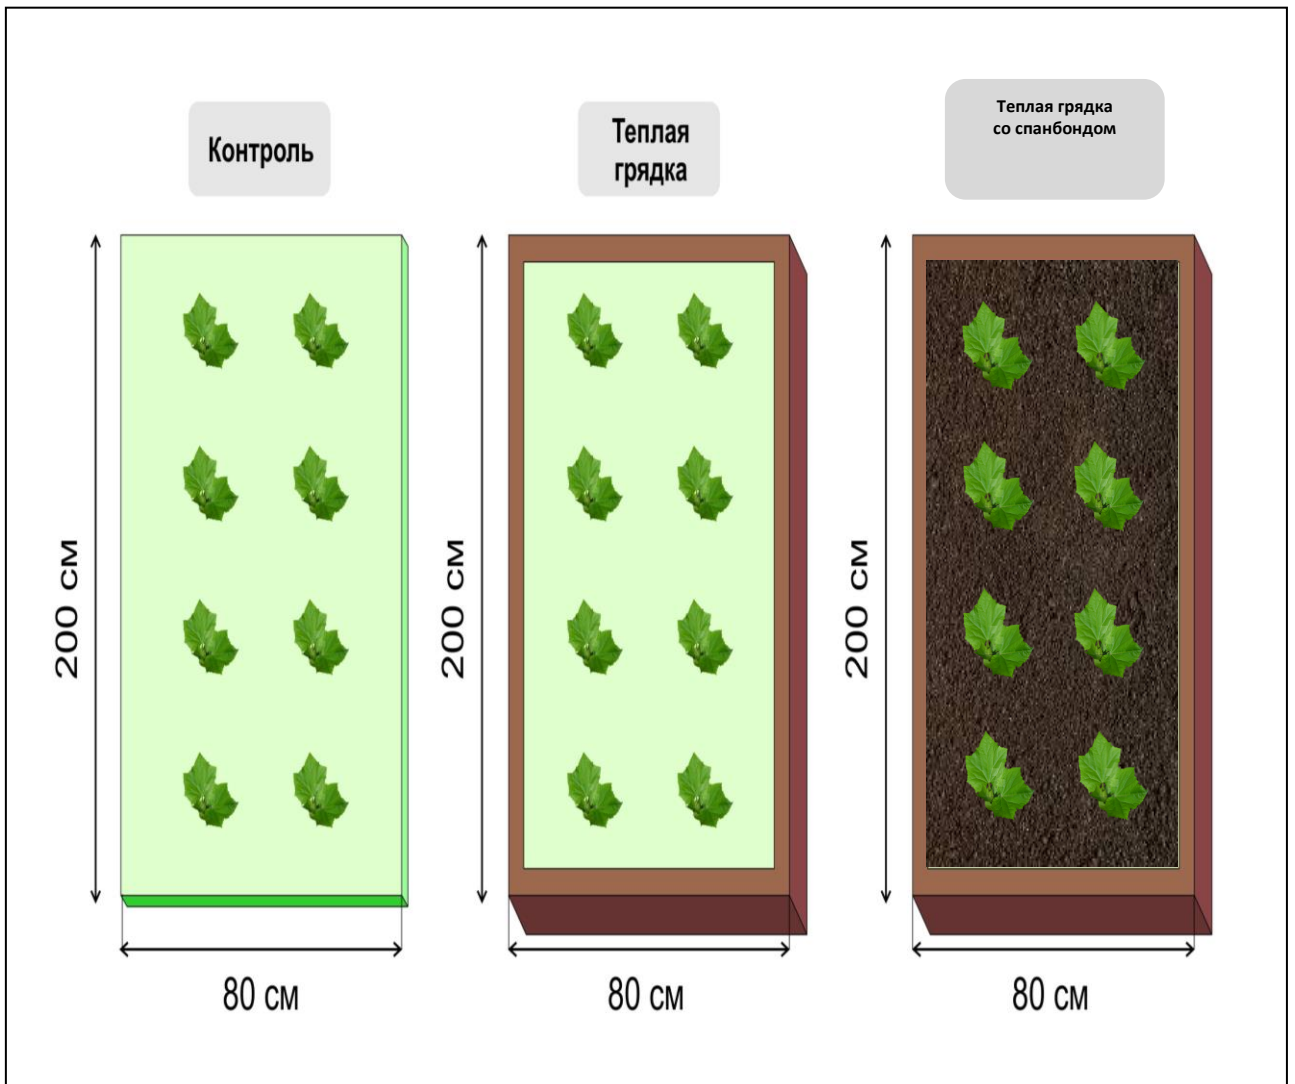 Контроль
Теплая
грядка
Теплая грядка
со спанбондом
200 см
200 см
200 см
80 см
80 см
80 см